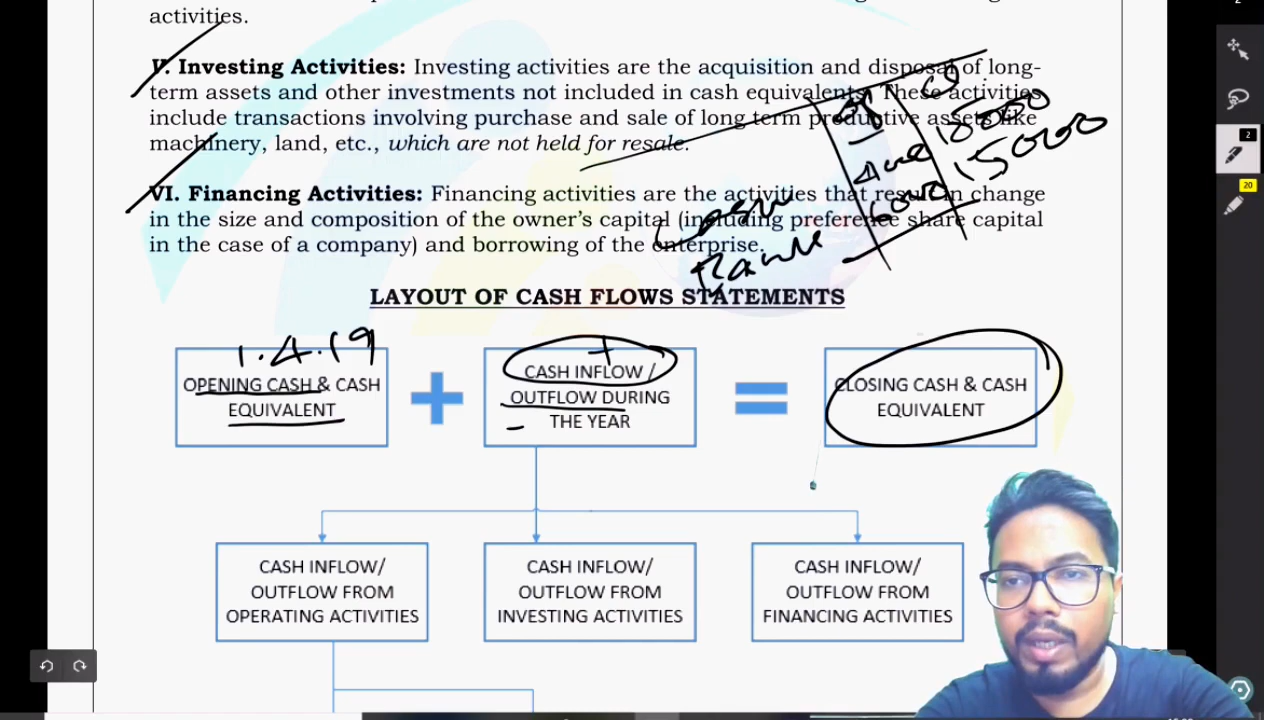 activities.
V. Investing Activities: Investing activities are the acquisition and disposal of long-
term assets and other investments not included in cash equivalents. These activities
include transactions involving purchase and sale of long term productive assets like
machinery, land, etc., which are not held for resale.
VI. Financing Activities: Financing activities are the activities that result in change
in the size and composition of the owner's capital (including preference share capital
in the case of a company) and borrowing of the enterprise.
10000
15000
Cash
Bank
LAYOUT OF CASH FLOWS STATEMENTS
1.4.19
OPENING CASH & CASH
EQUIVALENT
+
+
CASH INFLOW /
OUTFLOW DURING
THE YEAR
-
=
CLOSING CASH & CASH
EQUIVALENT
CASH INFLOW/
OUTFLOW FROM
OPERATING ACTIVITIES
CASH INFLOW/
OUTFLOW FROM
INVESTING ACTIVITIES
CASH INFLOW/
OUTFLOW FROM
FINANCING ACTIVITIES
2
20